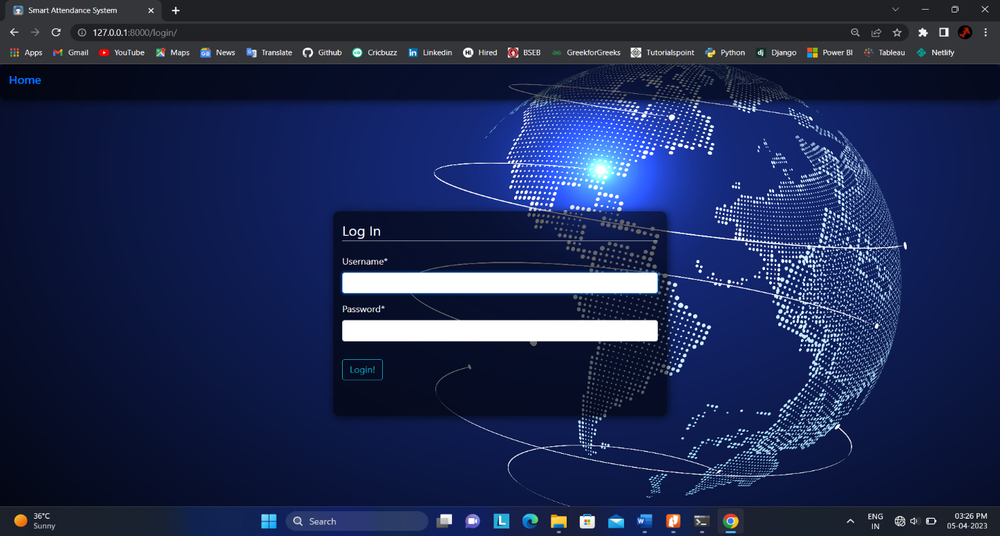 Smart Attendance System
127.0.0.1:8000/login/
Apps Gmail YouTube Maps News Translate Github Cricbuzz Linkedin Hired BSEB GreekforGreeks Tutorialspoint Python Django Power BI Tableau Netlify
Home
Log In
Username*
Password*
Login!
36°C
Sunny
Search
ENG
IN
03:26 PM
05-04-2023